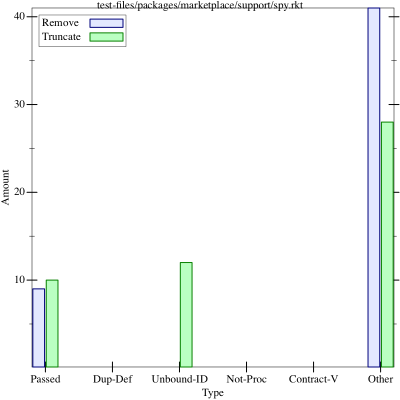 test-files/packages/marketplace/support/spy.rkt
Remove
Truncate
40
30
20
10
Amount
Passed Dup-Def Unbound-ID Not-Proc Contract-V Other
Type